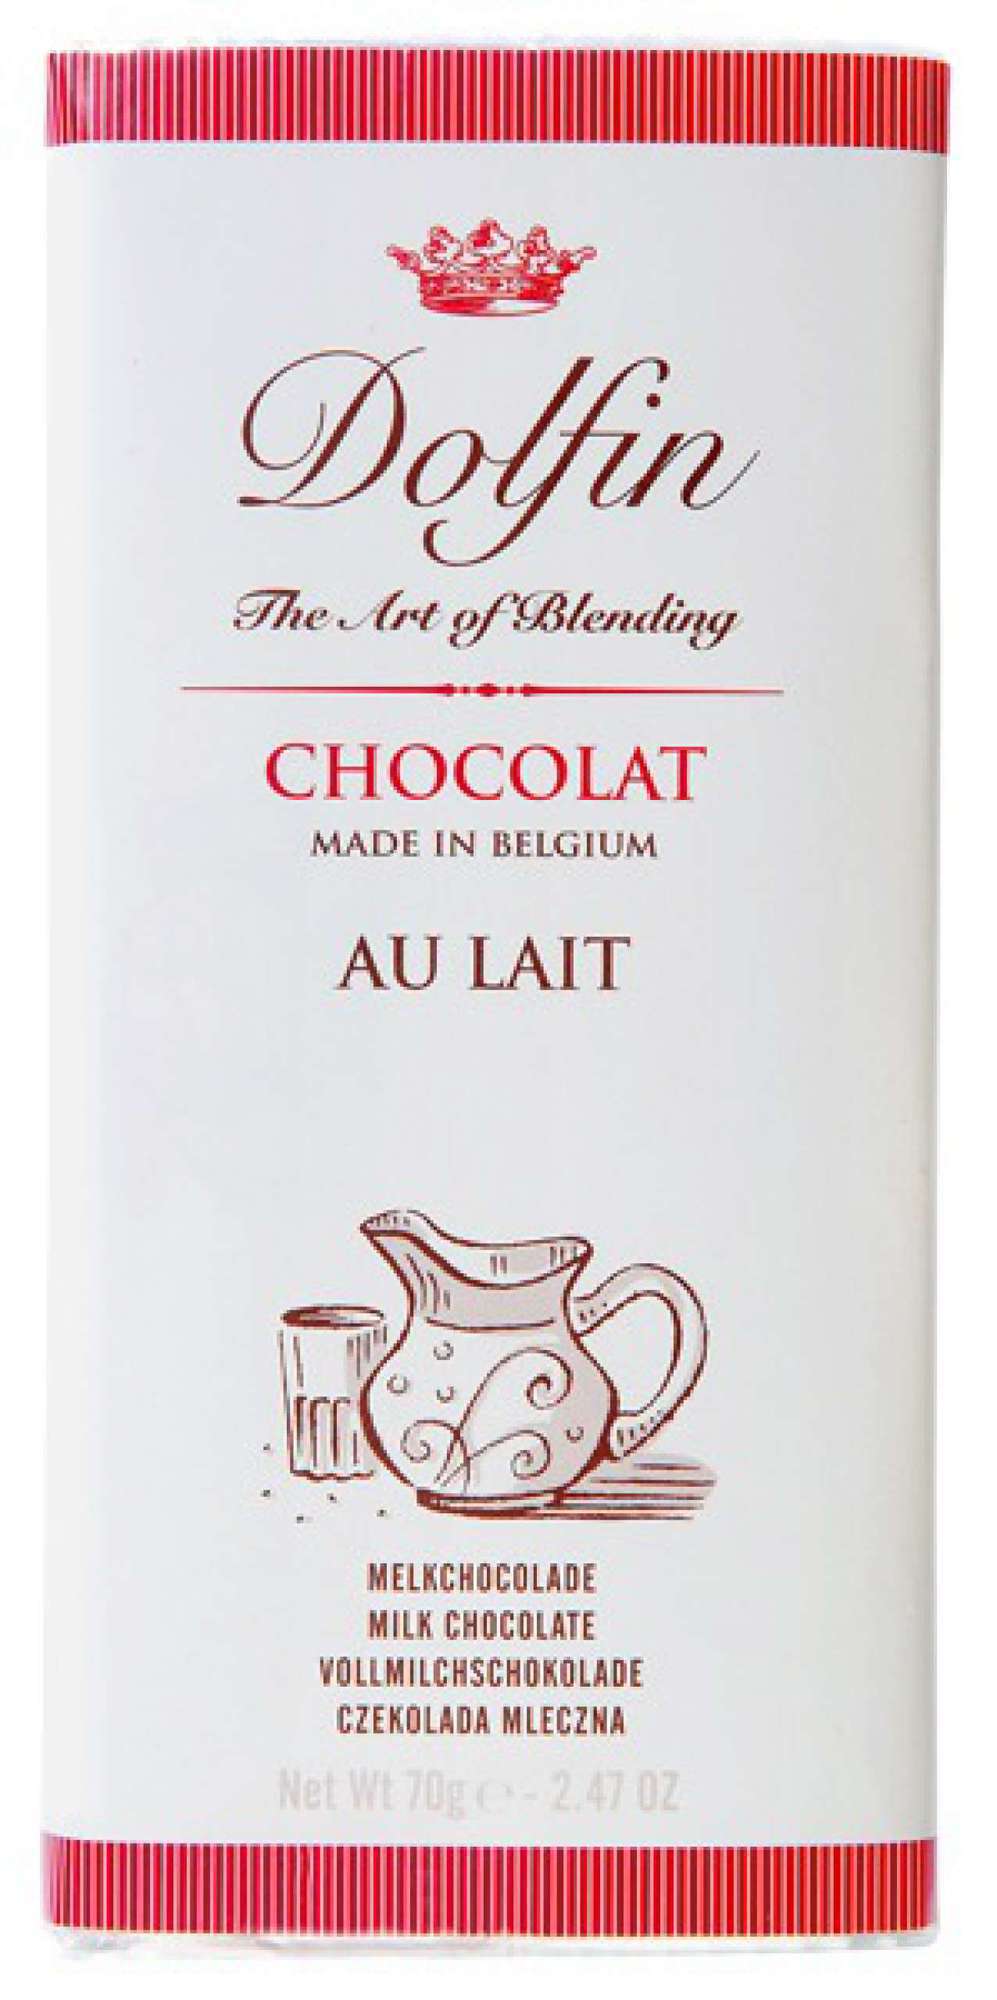 Dolfin
The Art of Blending
CHOCOLAT
MADE IN BELGIUM
AU LAIT
MELKCHOCOLADE
MILK CHOCOLATE
VOLLMILCHSCHOKOLADE
CZEKOLADA MLECZNA
Net Wt 70g ℮ - 2.47 OZ